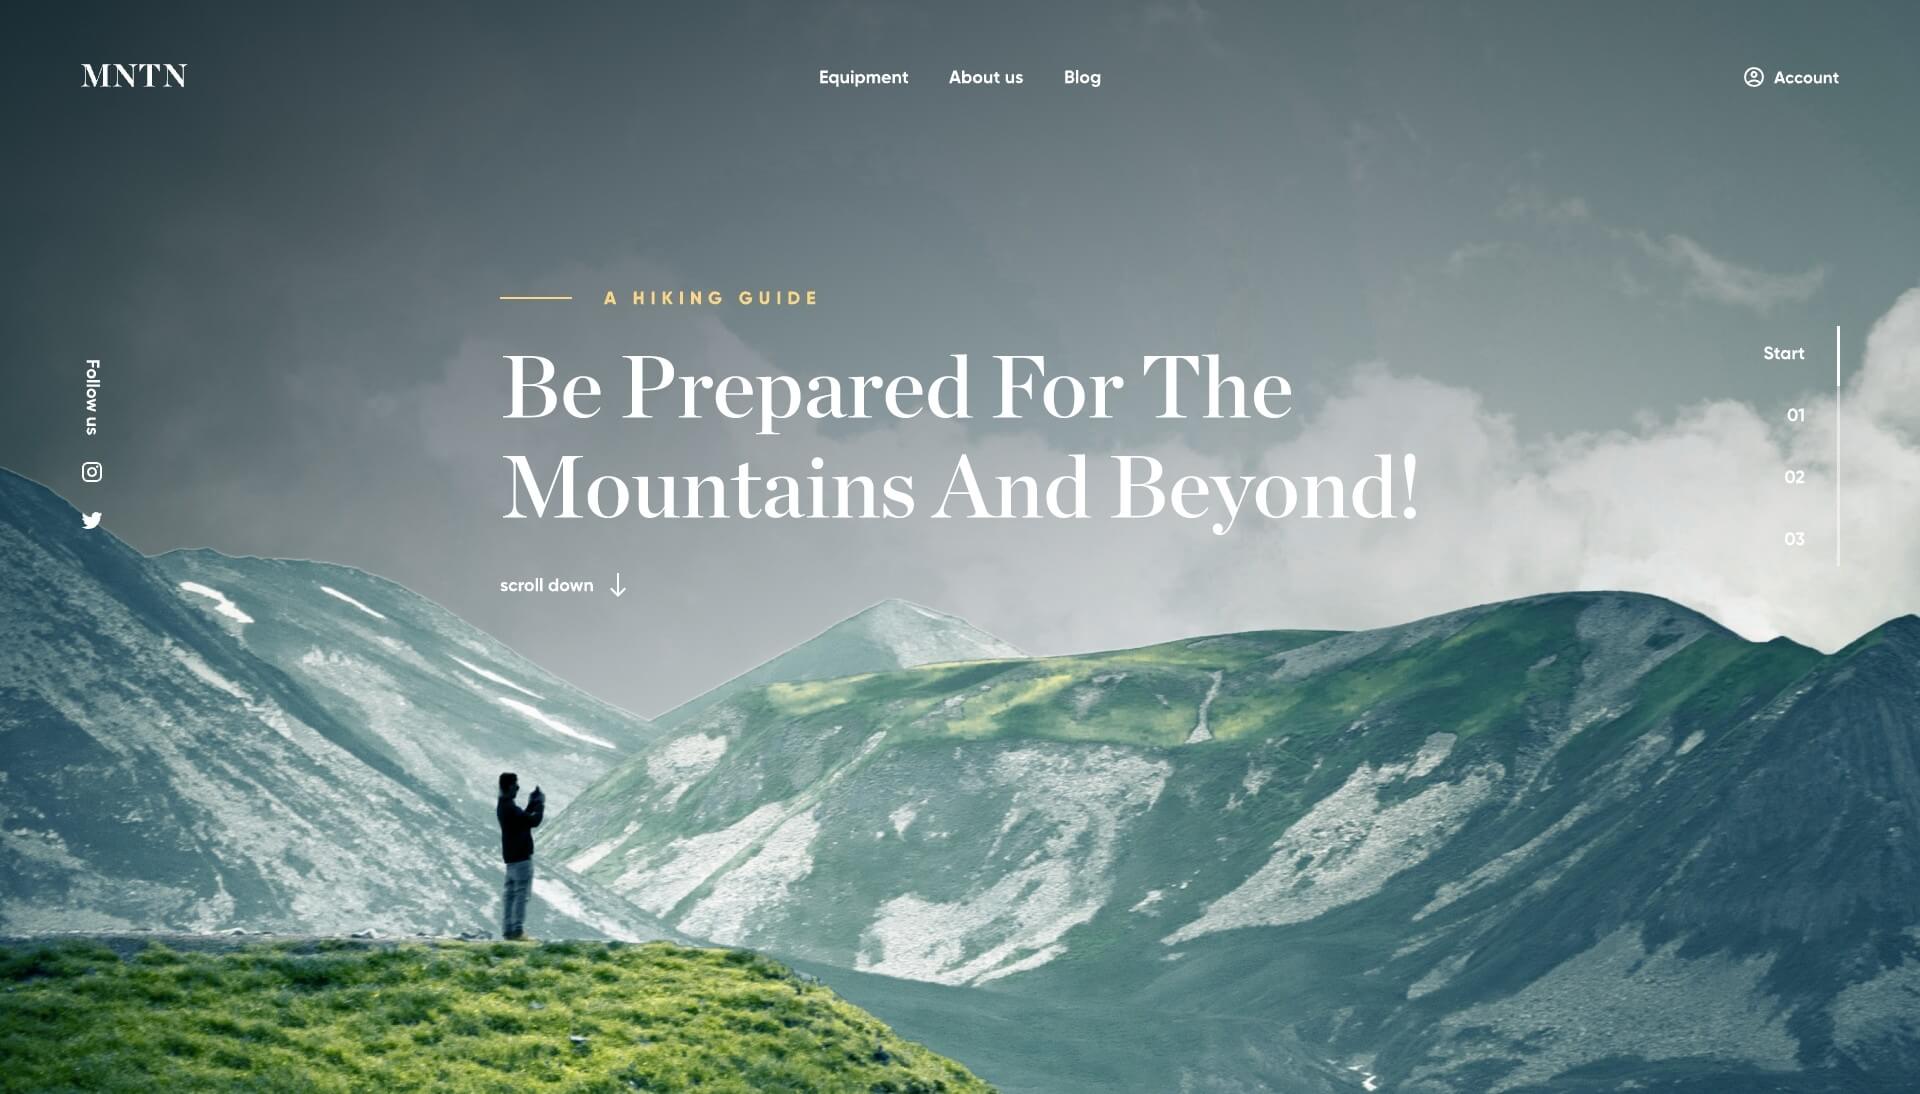 MNTN
Equipment
About us
Blog
Account
A HIKING GUIDE
Be Prepared For The
Mountains And Beyond!
scroll down
Follow us
Start
01
02
03